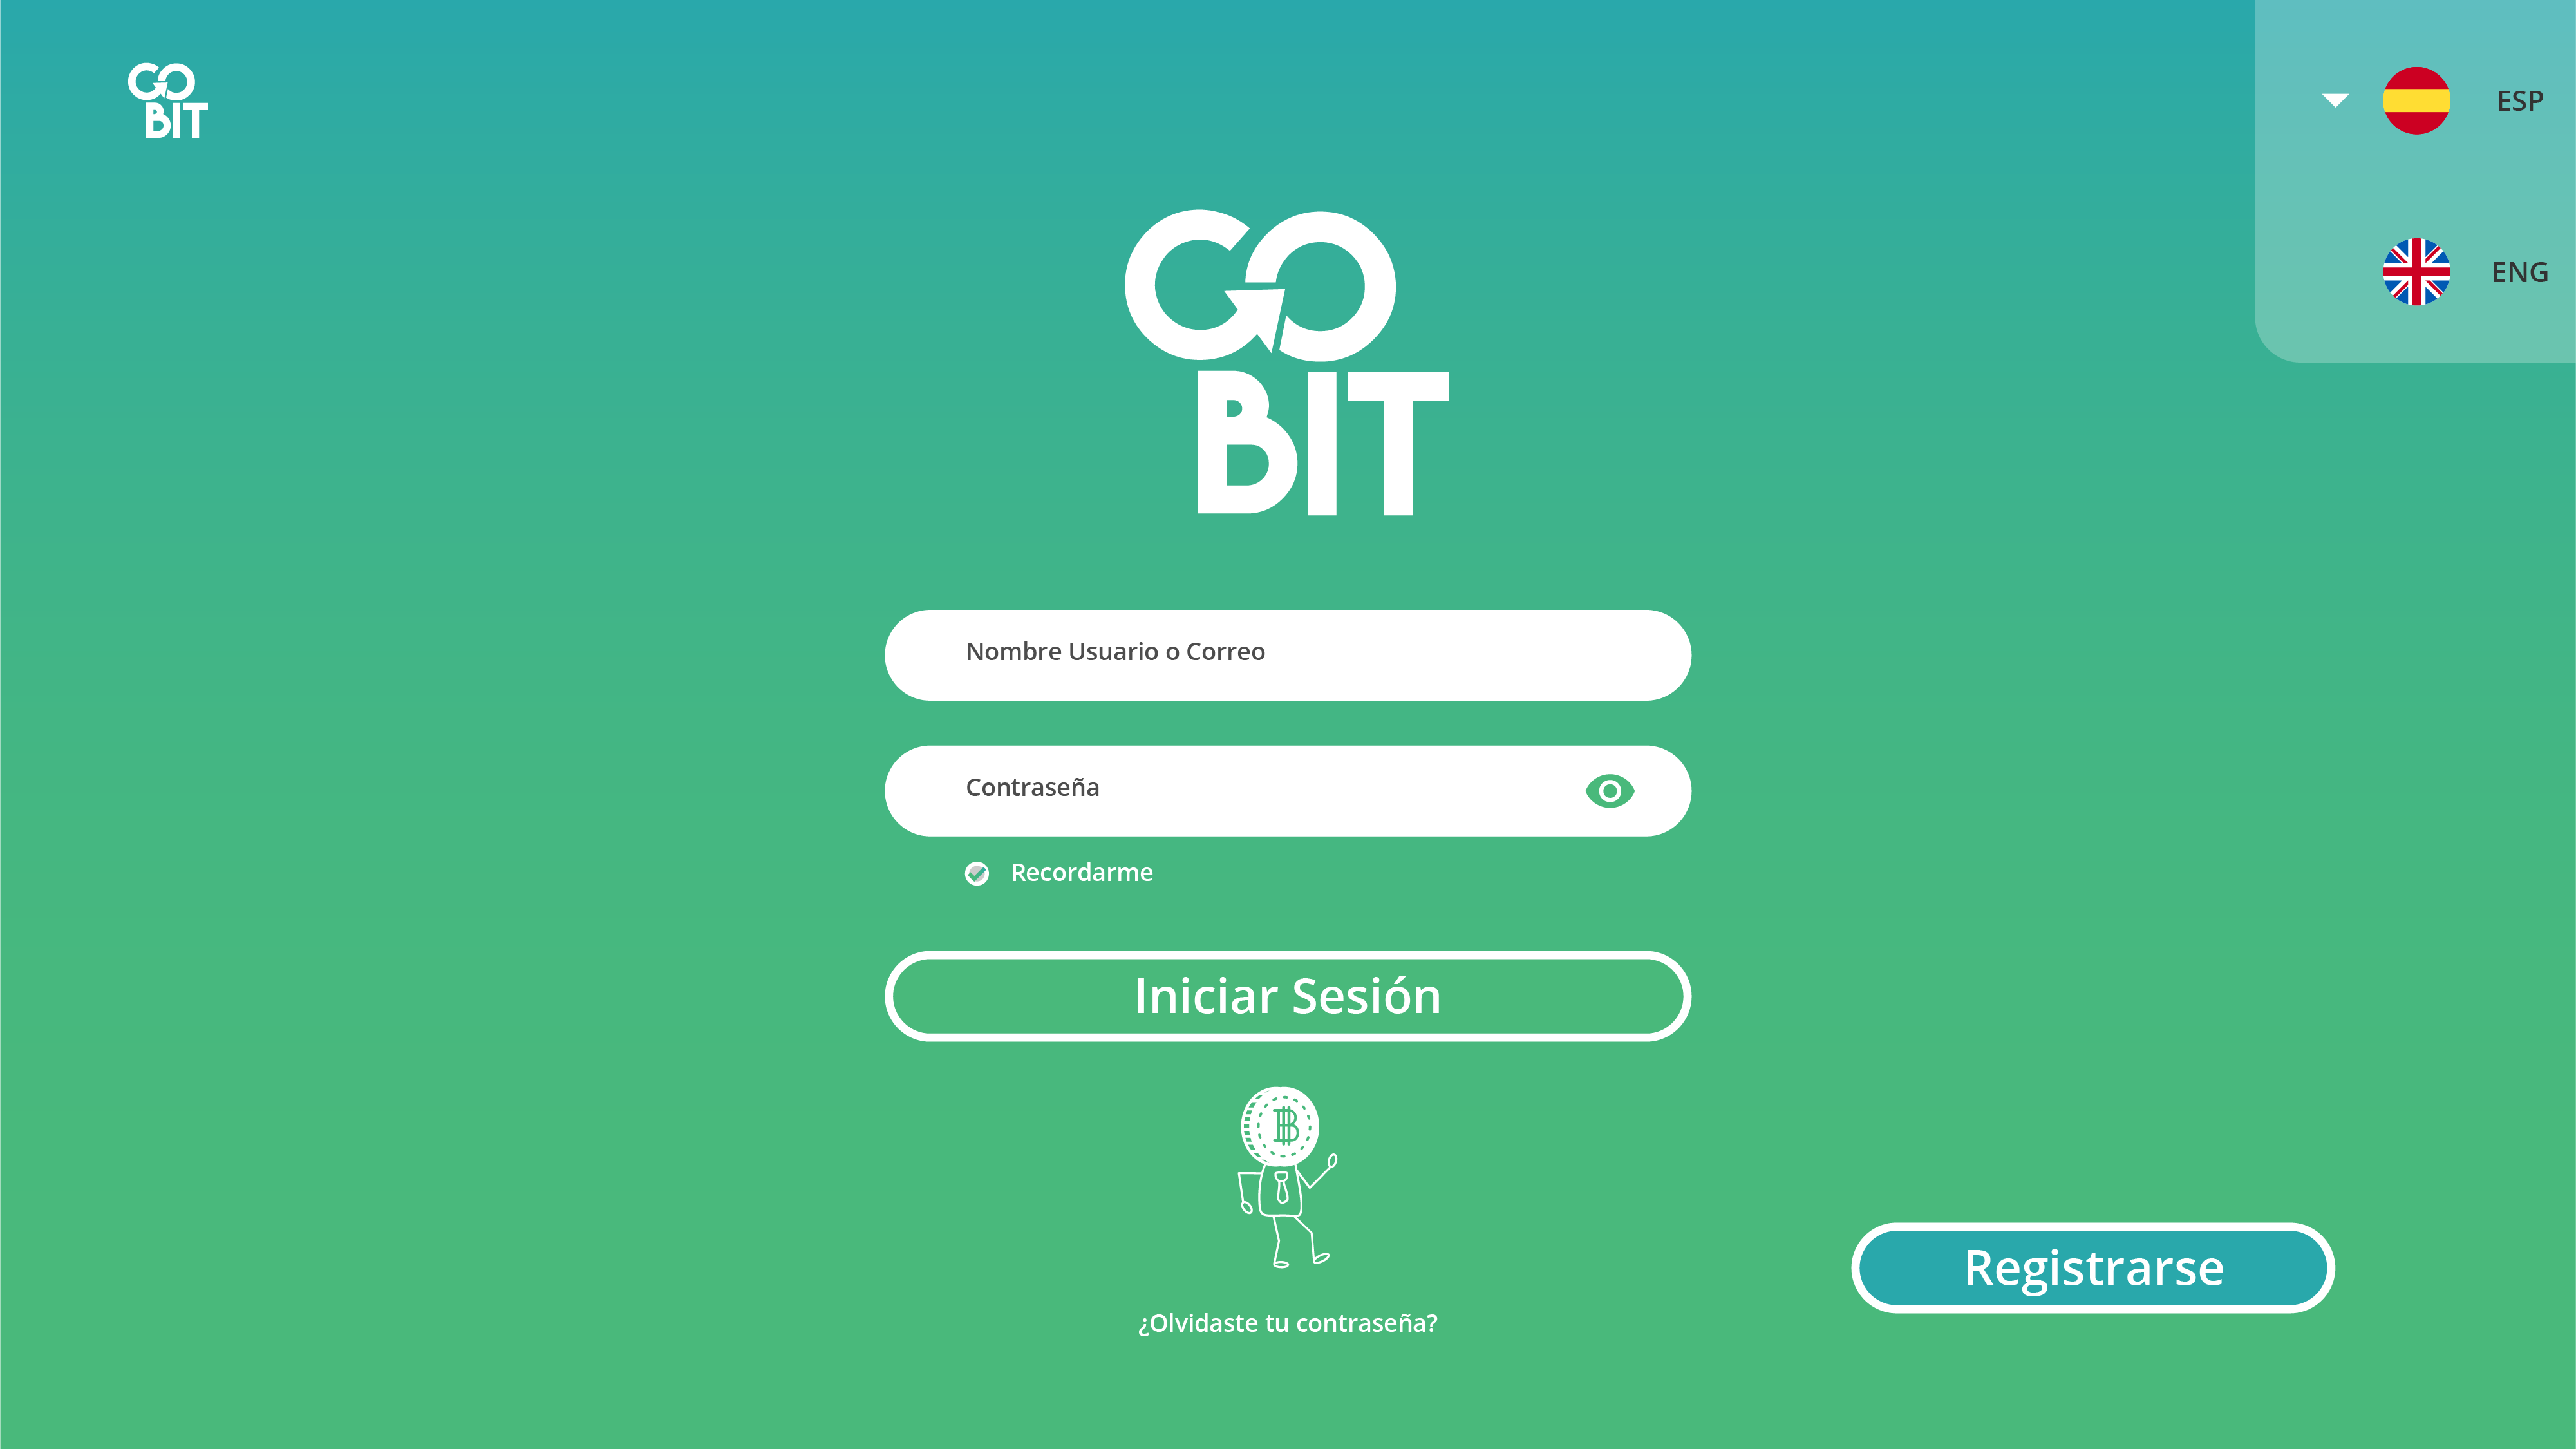 GO
BIT
ESP
ENG
GO
BIT
Nombre Usuario o Correo
Contraseña
Recordarme
Iniciar Sesión
B
Registrarse
¿Olvidaste tu contraseña?